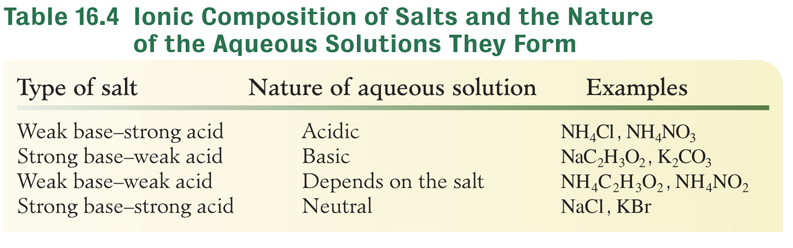 Table 16.4 Ionic Composition of Salts and the Nature
of the Aqueous Solutions They Form
Type of salt Nature of aqueous solution Examples
Weak base–strong acid Acidic NH₄Cl, NH₄NO₃
Strong base–weak acid Basic NaC₂H₃O₂, K₂CO₃
Weak base–weak acid Depends on the salt NH₄C₂H₃O₂, NH₄NO₂
Strong base–strong acid Neutral NaCl, KBr